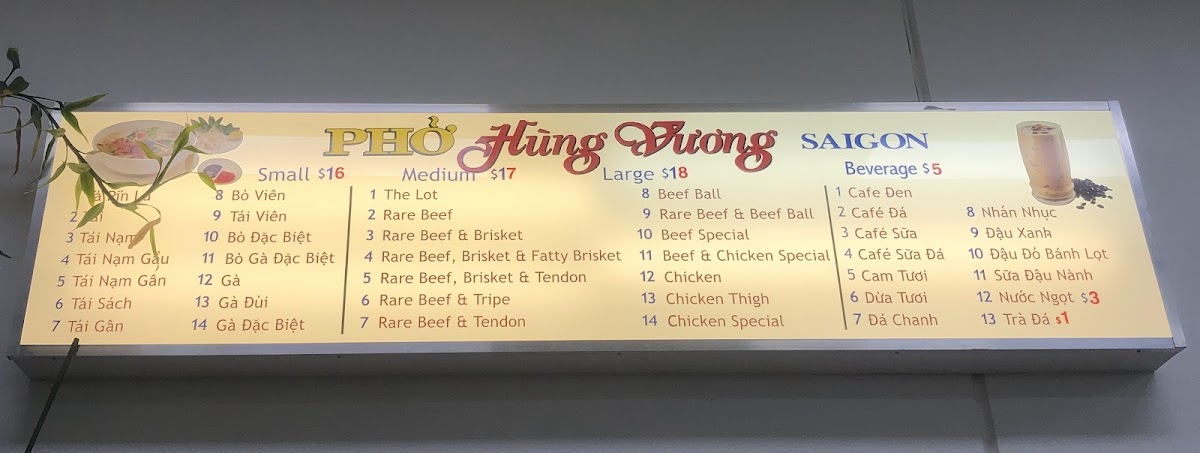 PHỞ Hùng Vương SAIGON
Small $16 Medium $17 Large $18 Beverage $5
2
3 Tái Nạm
4 Tái Nạm Gầu
5 Tái Nạm Gân
6 Tái Sách
7 Tái Gân
8 Bò Viên
9 Tái Viên
10 Bò Đặc Biệt
11 Bò Gà Đặc Biệt
12 Gà
13 Gà Đùi
14 Gà Đặc Biệt
1 The Lot
2 Rare Beef
3 Rare Beef & Brisket
4 Rare Beef, Brisket & Fatty Brisket
5 Rare Beef, Brisket & Tendon
6 Rare Beef & Tripe
7 Rare Beef & Tendon
8 Beef Ball
9 Rare Beef & Beef Ball
10 Beef Special
11 Beef & Chicken Special
12 Chicken
13 Chicken Thigh
14 Chicken Special
1 Cafe Đen
2 Café Đá
3 Café Sữa
4 Café Sữa Đá
5 Cam Tươi
6 Dừa Tươi
7 Đá Chanh
8 Nhán Nhục
9 Đậu Xanh
10 Đậu Đỏ Bánh Lọt
11 Sữa Đậu Nành
12 Nước Ngọt $3
13 Trà Đá $1